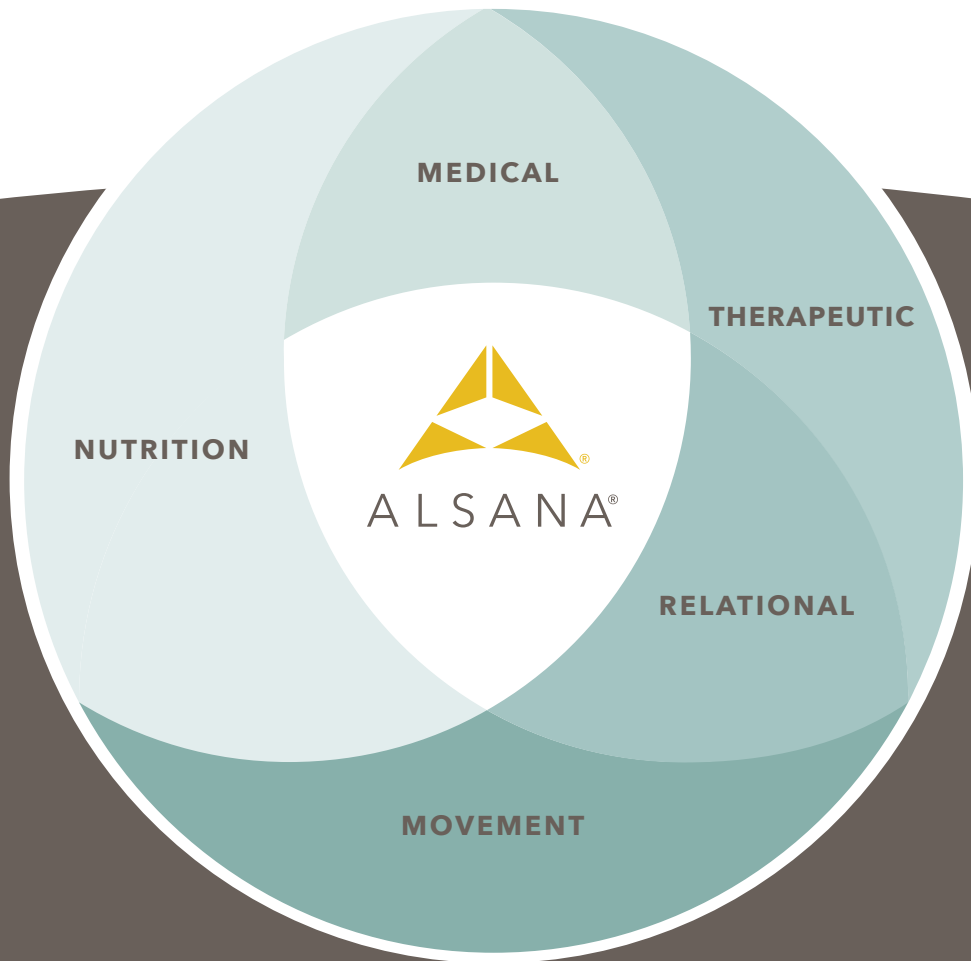 MEDICAL
THERAPEUTIC
NUTRITION
®
ALSANA®
RELATIONAL
MOVEMENT